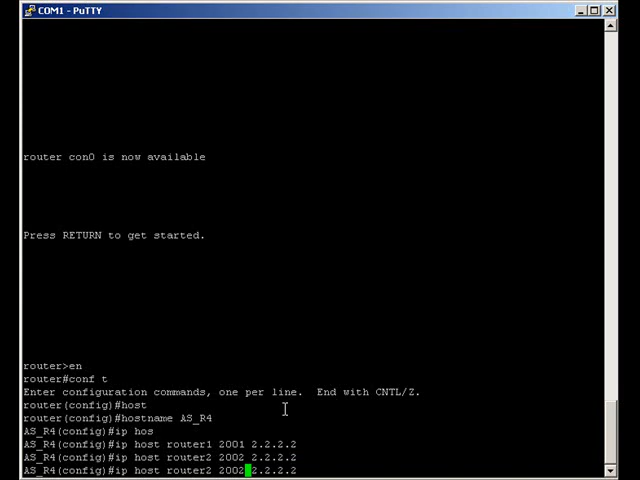 COM1 - PuTTY
router con0 is now available
Press RETURN to get started.
router>en
router#conf t
Enter configuration commands, one per line.  End with CNTL/Z.
router(config)#host
router(config)#hostname AS_R4
AS_R4(config)#ip hos
AS_R4(config)#ip host router1 2001 2.2.2.2
AS_R4(config)#ip host router2 2002 2.2.2.2
AS_R4(config)#ip host router2 2002 2.2.2.2